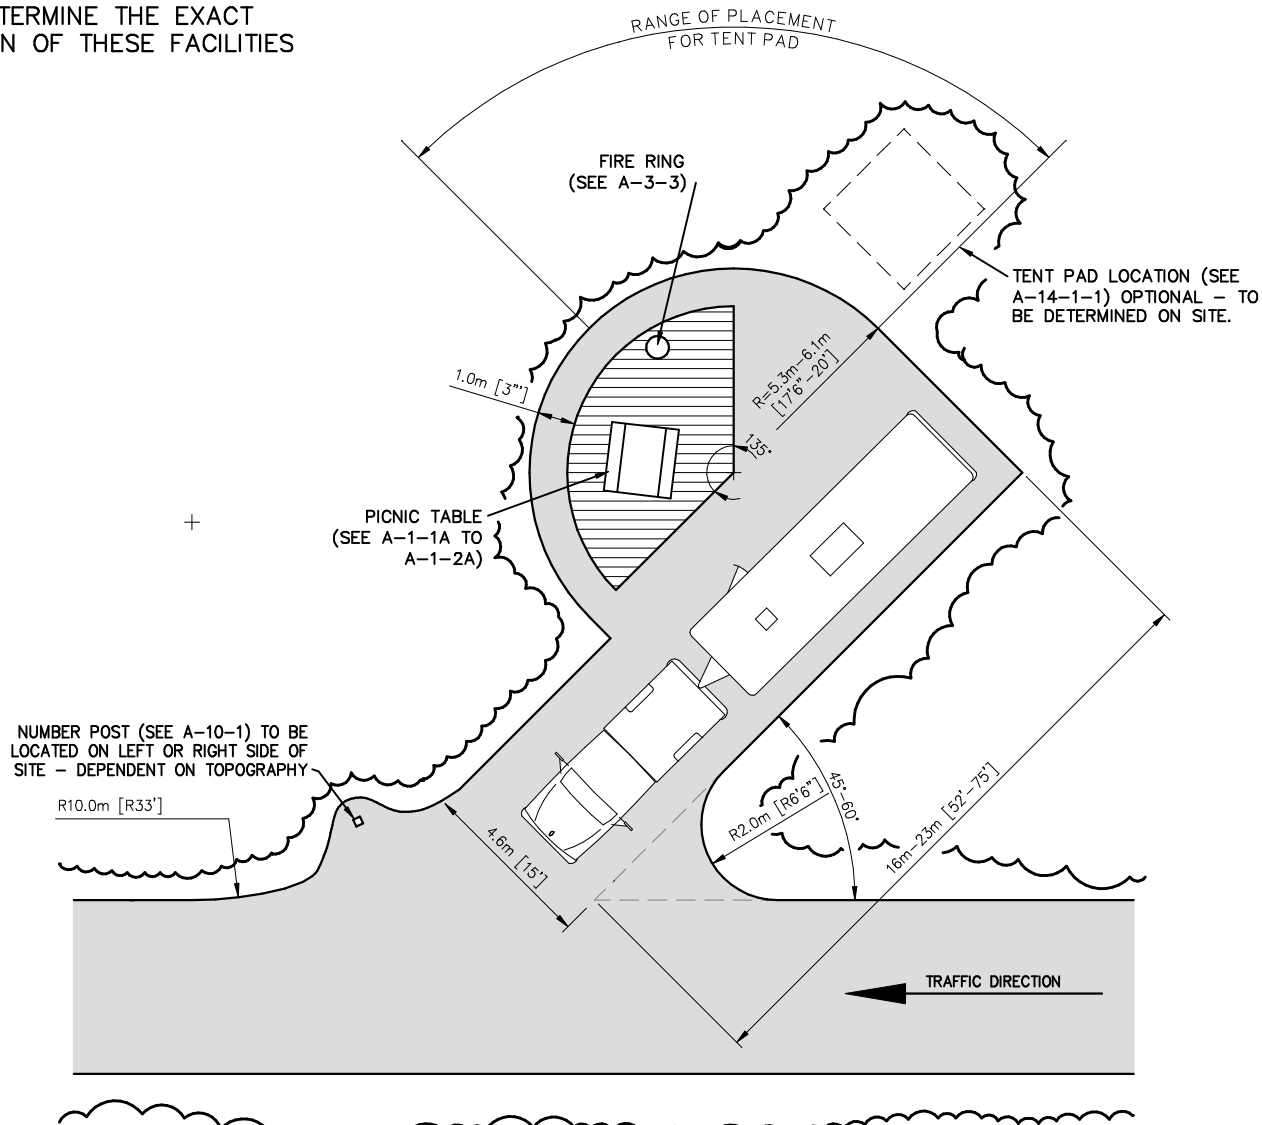 TERMINE THE EXACT
N OF THESE FACILITIES
RANGE OF PLACEMENT
FOR TENT PAD
FIRE RING
(SEE A-3-3)
TENT PAD LOCATION (SEE
A-14-1-1) OPTIONAL - TO
BE DETERMINED ON SITE.
R=5.3m-6.1m
[17'6"-20']
1.0m [3"']
135°
PICNIC TABLE
(SEE A-1-1A TO
A-1-2A)
NUMBER POST (SEE A-10-1) TO BE
LOCATED ON LEFT OR RIGHT SIDE OF
SITE - DEPENDENT ON TOPOGRAPHY
R10.0m [R33']
4.6m [15']
R2.0m [R6'6"]
45°-60°
16m-23m [52'-75']
TRAFFIC DIRECTION